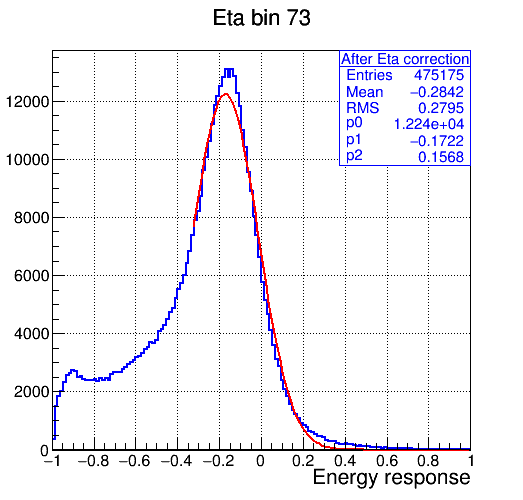 Eta bin 73
After Eta correction
Entries 475175
Mean −0.2842
RMS 0.2795
p0 1.224e+04
p1 −0.1722
p2 0.1568
12000
10000
8000
6000
4000
2000
0
−1 −0.8 −0.6 −0.4 −0.2 0 0.2 0.4 0.6 0.8 1
Energy response